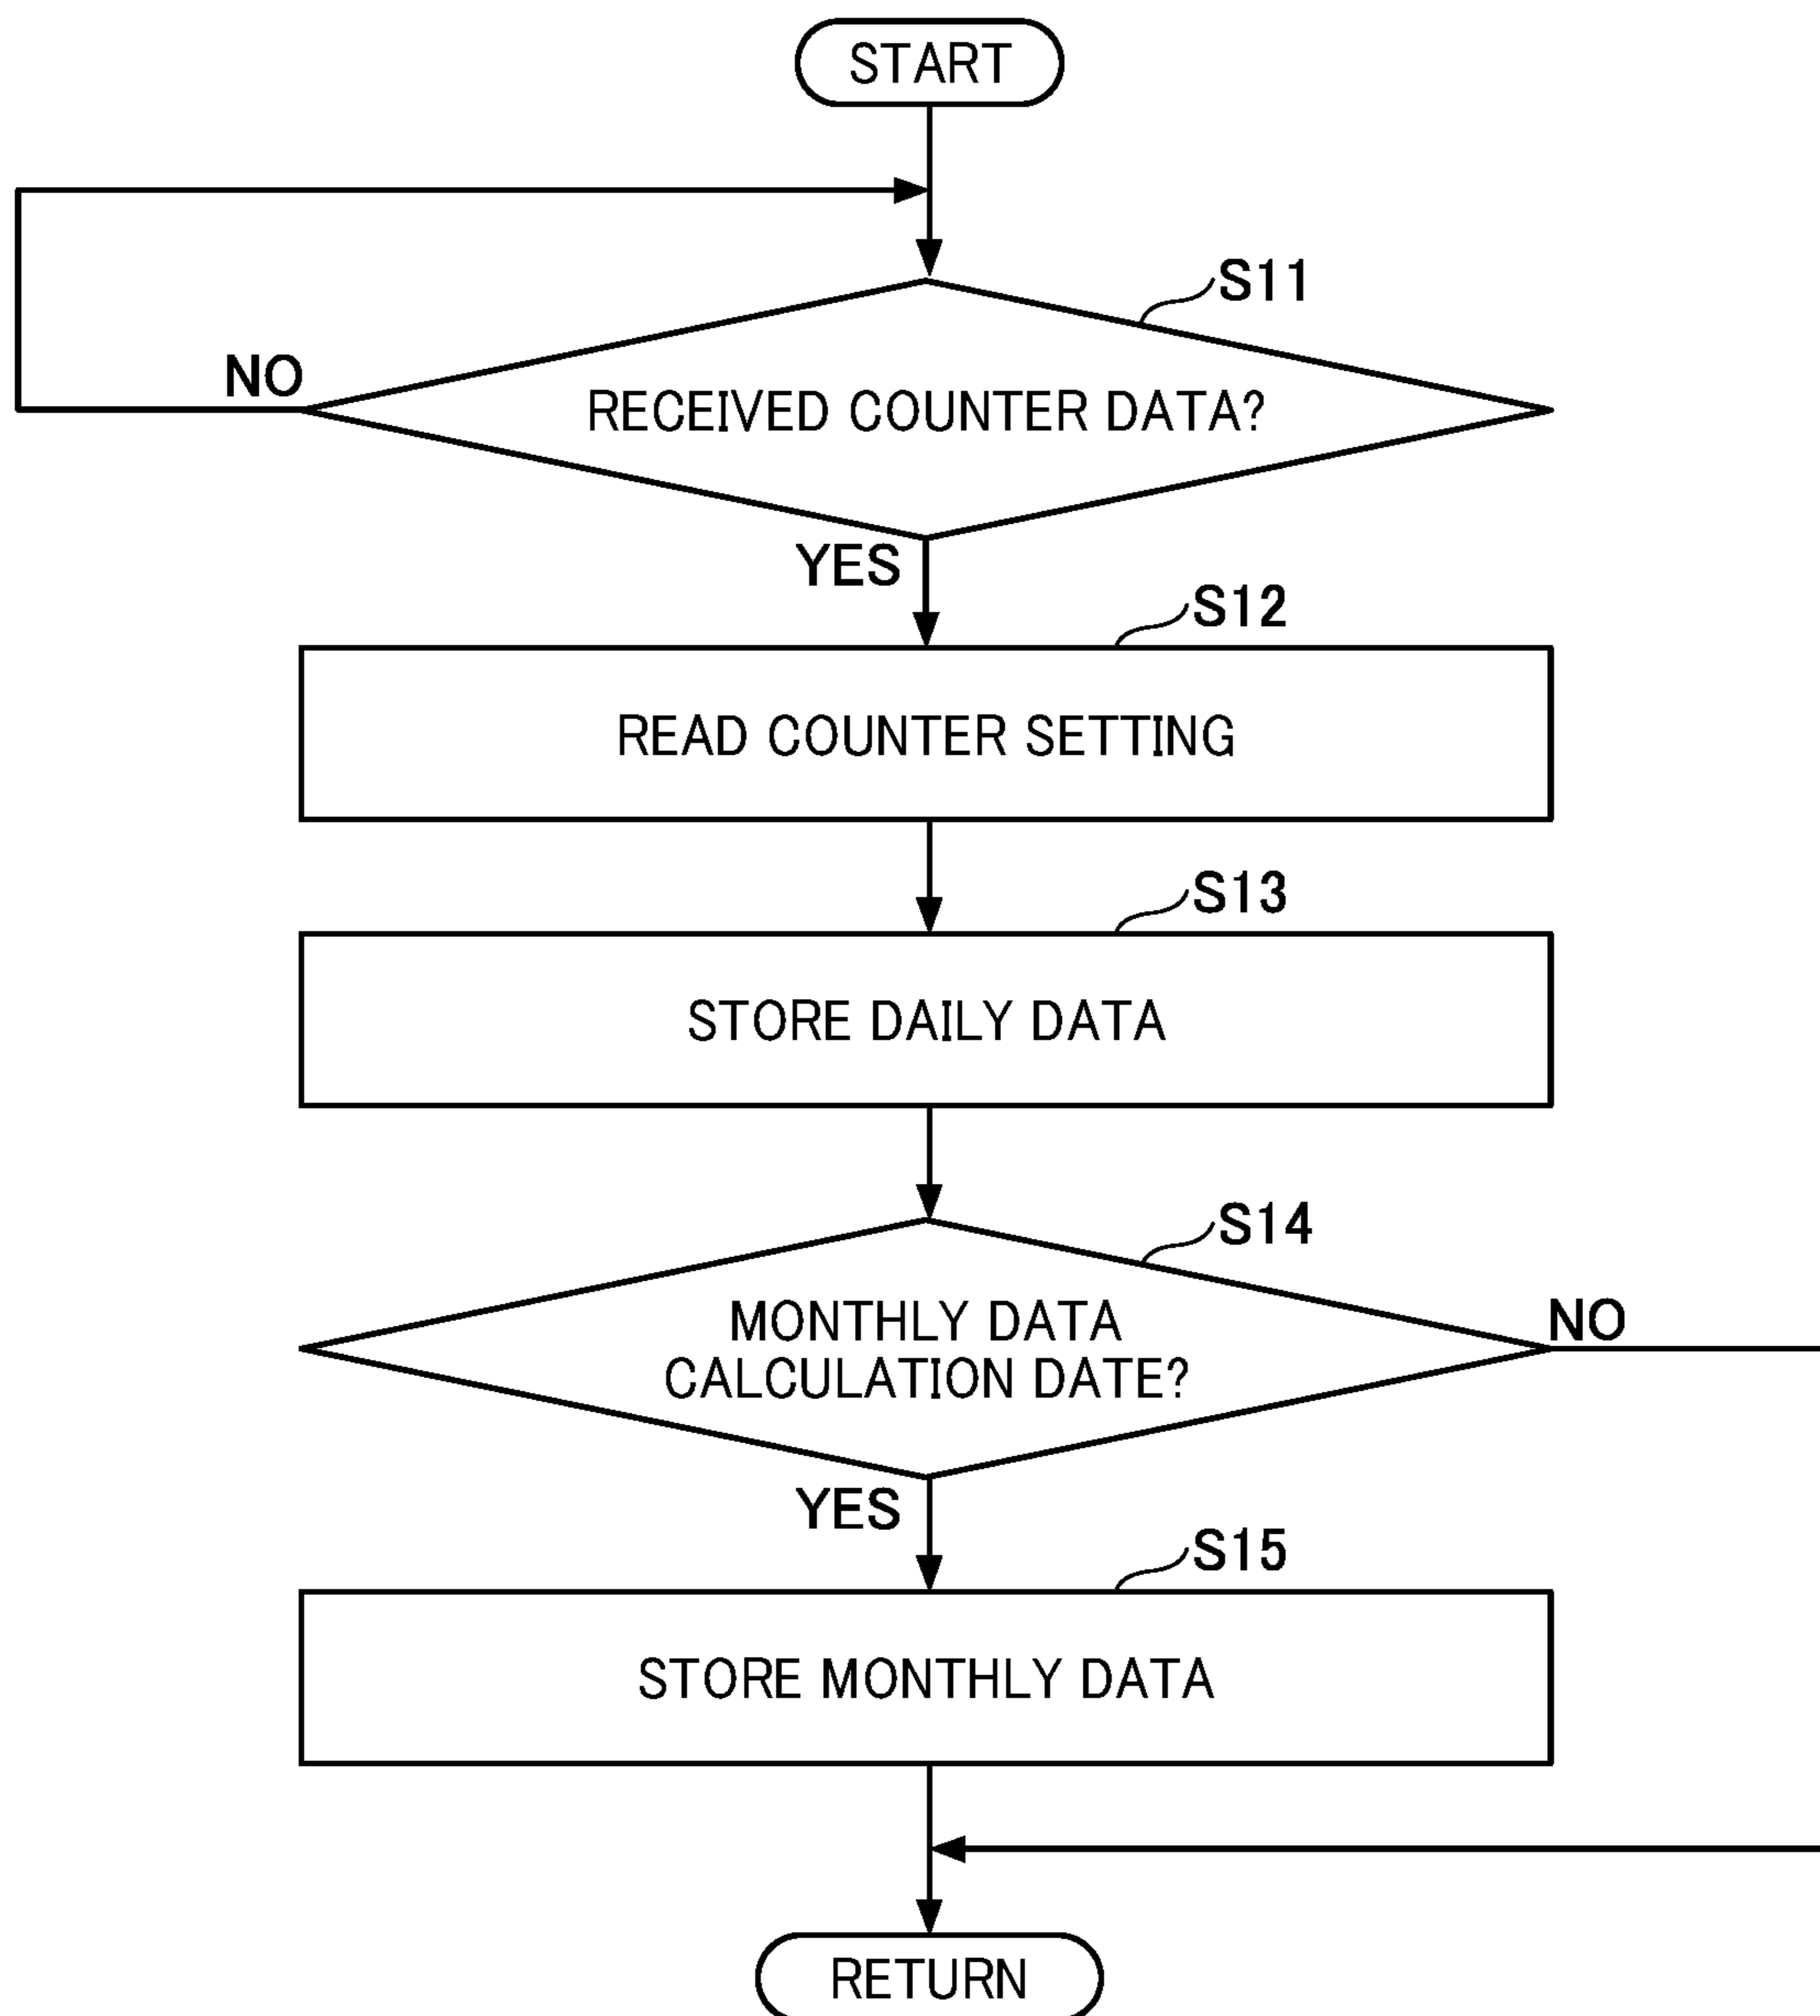 START
S11
NO
RECEIVED COUNTER DATA?
YES
S12
READ COUNTER SETTING
S13
STORE DAILY DATA
S14
MONTHLY DATA
CALCULATION DATE?
NO
YES
S15
STORE MONTHLY DATA
RETURN